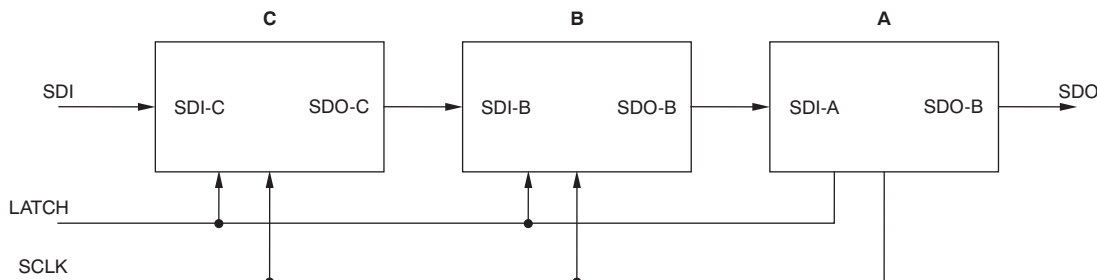 C B A
SDI
SDI-C SDO-C SDI-B SDO-B SDI-A SDO-B
SDO
LATCH
SCLK